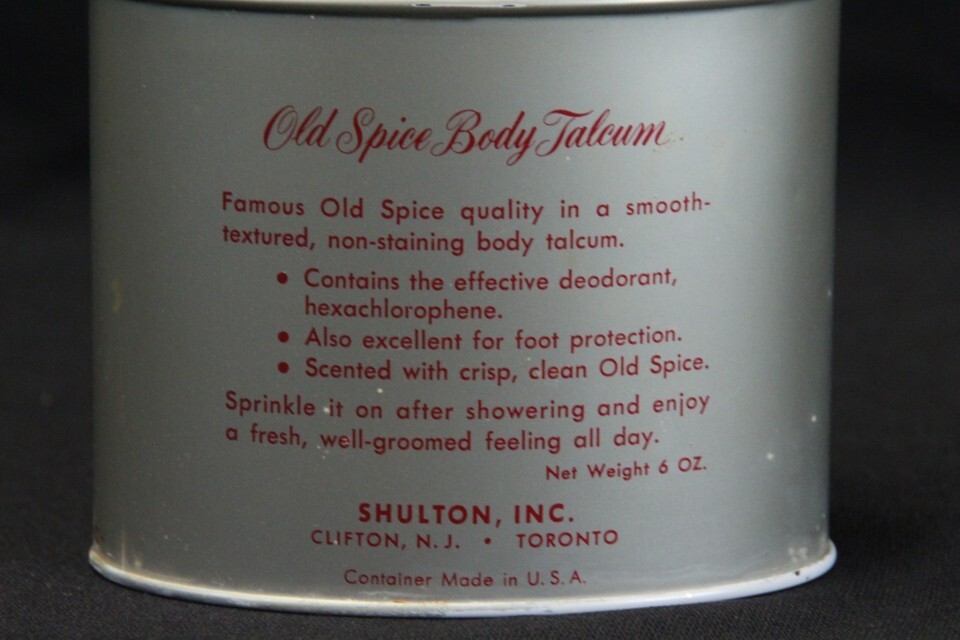 Old Spice Body Talcum
Famous Old Spice quality in a smooth-
textured, non-staining body talcum.
• Contains the effective deodorant,
hexachlorophene.
• Also excellent for foot protection.
• Scented with crisp, clean Old Spice.
Sprinkle it on after showering and enjoy
a fresh, well-groomed feeling all day.
Net Weight 6 OZ.
SHULTON, INC.
CLIFTON, N. J. • TORONTO
Container Made in U. S. A.